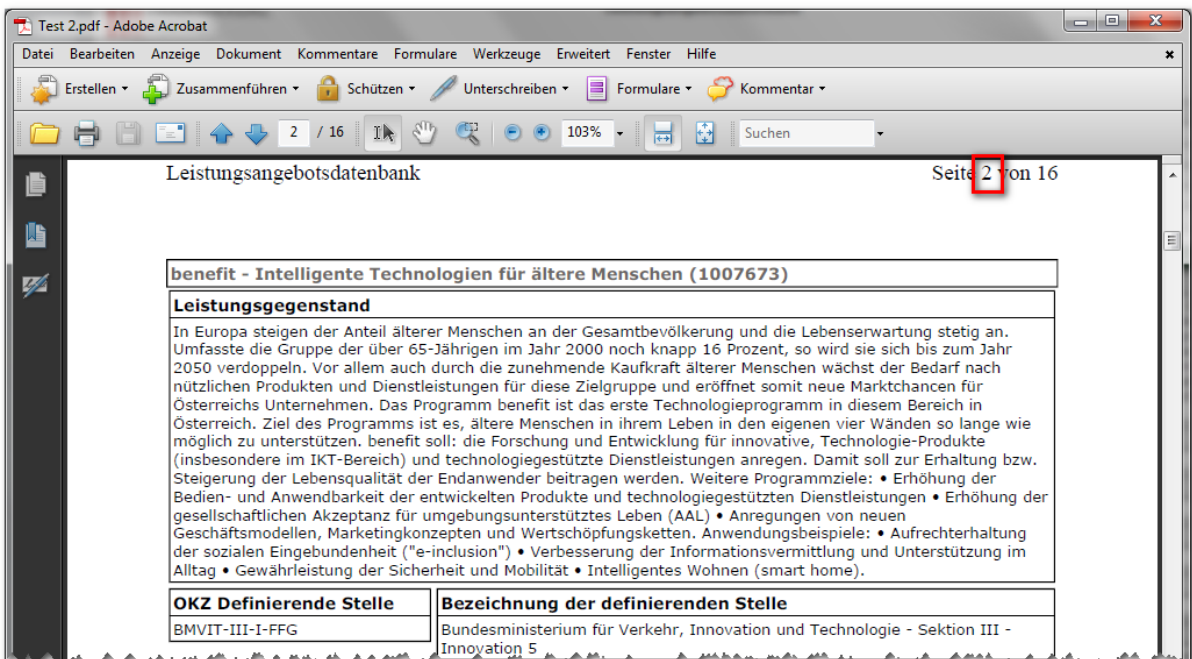 Test 2.pdf - Adobe Acrobat
Datei Bearbeiten Anzeige Dokument Kommentare Formulare Werkzeuge Erweitert Fenster Hilfe
Erstellen Zusammenführen Schützen Unterschreiben Formulare Kommentar
2 / 16 103% Suchen
Leistungsangebotsdatenbank Seite 2 von 16
benefit - Intelligente Technologien für ältere Menschen (1007673)
Leistungsgegenstand
In Europa steigen der Anteil älterer Menschen an der Gesamtbevölkerung und die Lebenserwartung stetig an.
Umfasste die Gruppe der über 65-Jährigen im Jahr 2000 noch knapp 16 Prozent, so wird sie sich bis zum Jahr
2050 verdoppeln. Vor allem auch durch die zunehmende Kaufkraft älterer Menschen wächst der Bedarf nach
nützlichen Produkten und Dienstleistungen für diese Zielgruppe und eröffnet somit neue Marktchancen für
Österreichs Unternehmen. Das Programm benefit ist das erste Technologieprogramm in diesem Bereich in
Österreich. Ziel des Programms ist es, ältere Menschen in ihrem Leben in den eigenen vier Wänden so lange wie
möglich zu unterstützen. benefit soll: die Forschung und Entwicklung für innovative, Technologie-Produkte
(insbesondere im IKT-Bereich) und technologiegestützte Dienstleistungen anregen. Damit soll zur Erhaltung bzw.
Steigerung der Lebensqualität der Endanwender beitragen werden. Weitere Programmziele: • Erhöhung der
Bedien- und Anwendbarkeit der entwickelten Produkte und technologiegestützten Dienstleistungen • Erhöhung der
gesellschaftlichen Akzeptanz für umgebungsunterstütztes Leben (AAL) • Anregungen von neuen
Geschäftsmodellen, Marketingkonzepten und Wertschöpfungsketten. Anwendungsbeispiele: • Aufrechterhaltung
der sozialen Eingebundenheit ("e-inclusion") • Verbesserung der Informationsvermittlung und Unterstützung im
Alltag • Gewährleistung der Sicherheit und Mobilität • Intelligentes Wohnen (smart home).
OKZ Definierende Stelle Bezeichnung der definierenden Stelle
BMVIT-III-I-FFG Bundesministerium für Verkehr, Innovation und Technologie - Sektion III -
Innovation 5